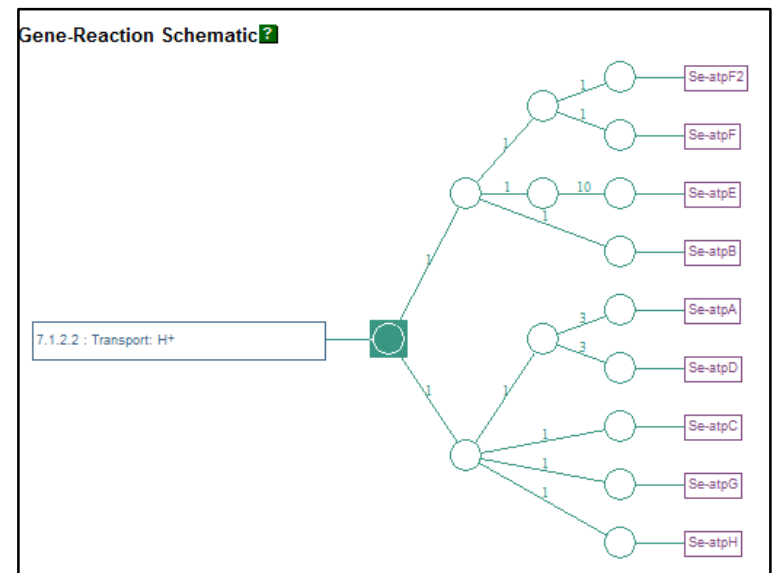 Gene-Reaction Schematic?
1
Se-atpF2
1
Se-atpF
1
1
10
Se-atpE
1
Se-atpB
1
3
Se-atpA
7.1.2.2 : Transport: H+
3
Se-atpD
1
1
1
Se-atpC
1
Se-atpG
1
Se-atpH